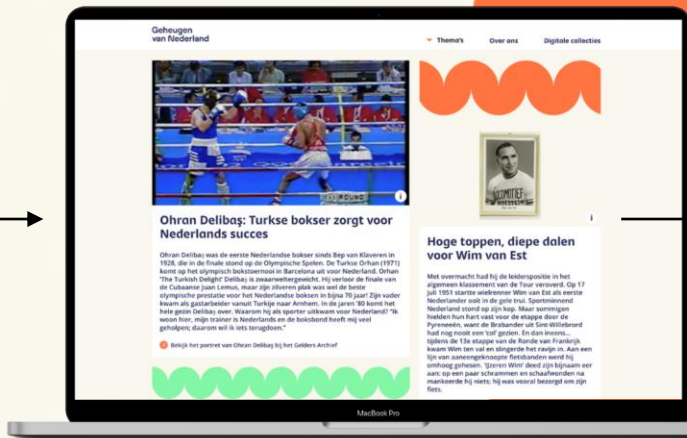 Geheugen
van Nederland
Thema's
Over ons
Digitale collecties
ROUND
LOCOMOTIEF
Ohran Delibaş: Turkse bokser zorgt voor
Nederlands succes
Ohran Delibaş was de eerste Nederlandse bokser sinds Bep van Klaveren in
1928, die in de finale stond op de Olympische Spelen. De Turkse Orhan (1971)
komt op het olympisch bokstoernooi in Barcelona uit voor Nederland. Orhan
'The Turkish Delight' Delibaş is zwaarweltergewicht. Hij verloor de finale van
de Cubaanse Juan Lemus, maar zijn zilveren plak was wel de beste
olympische prestatie voor het Nederlandse boksen in bijna 70 jaar! Zijn vader
kwam als gastarbeider vanuit Turkije naar Arnhem. In de jaren '80 komt het
hele gezin Delibaş over. Waarom hij als sporter uitkwam voor Nederland? "Ik
woon hier, mijn trainer is Nederlands en de boksbond heeft mij veel
geholpen; daarom wil ik iets terugdoen."
Bekijk het portret van Ohran Delibaş bij het Gelders Archief
Hoge toppen, diepe dalen
voor Wim van Est
Met overmacht had hij de leiderspositie in het
algemeen klassement van de Tour veroverd. Op 17
juli 1951 startte wielrenner Wim van Est als eerste
Nederlander ooit in de gele trui. Sportminnend
Nederland stond op zijn kop. Maar sommigen
hielden hun hart vast voor de etappe door de
Pyreneeën, want de Brabander uit Sint-Willebrord
had nog nooit een 'col' gezien. En dan ineens...
tijdens de 13e etappe van de Ronde van Frankrijk
kwam Wim ten val en slingerde het ravijn in. Aan een
lijn van aaneengeknoopte fietsbanden werd hij
omhoog gehesen. 'IJzeren Wim' deed zijn bijnaam eer
aan: op een paar schrammen en schaafwonden na
mankeerde hij niets; hij was vooral bezorgd om zijn
fiets.
MacBook Pro